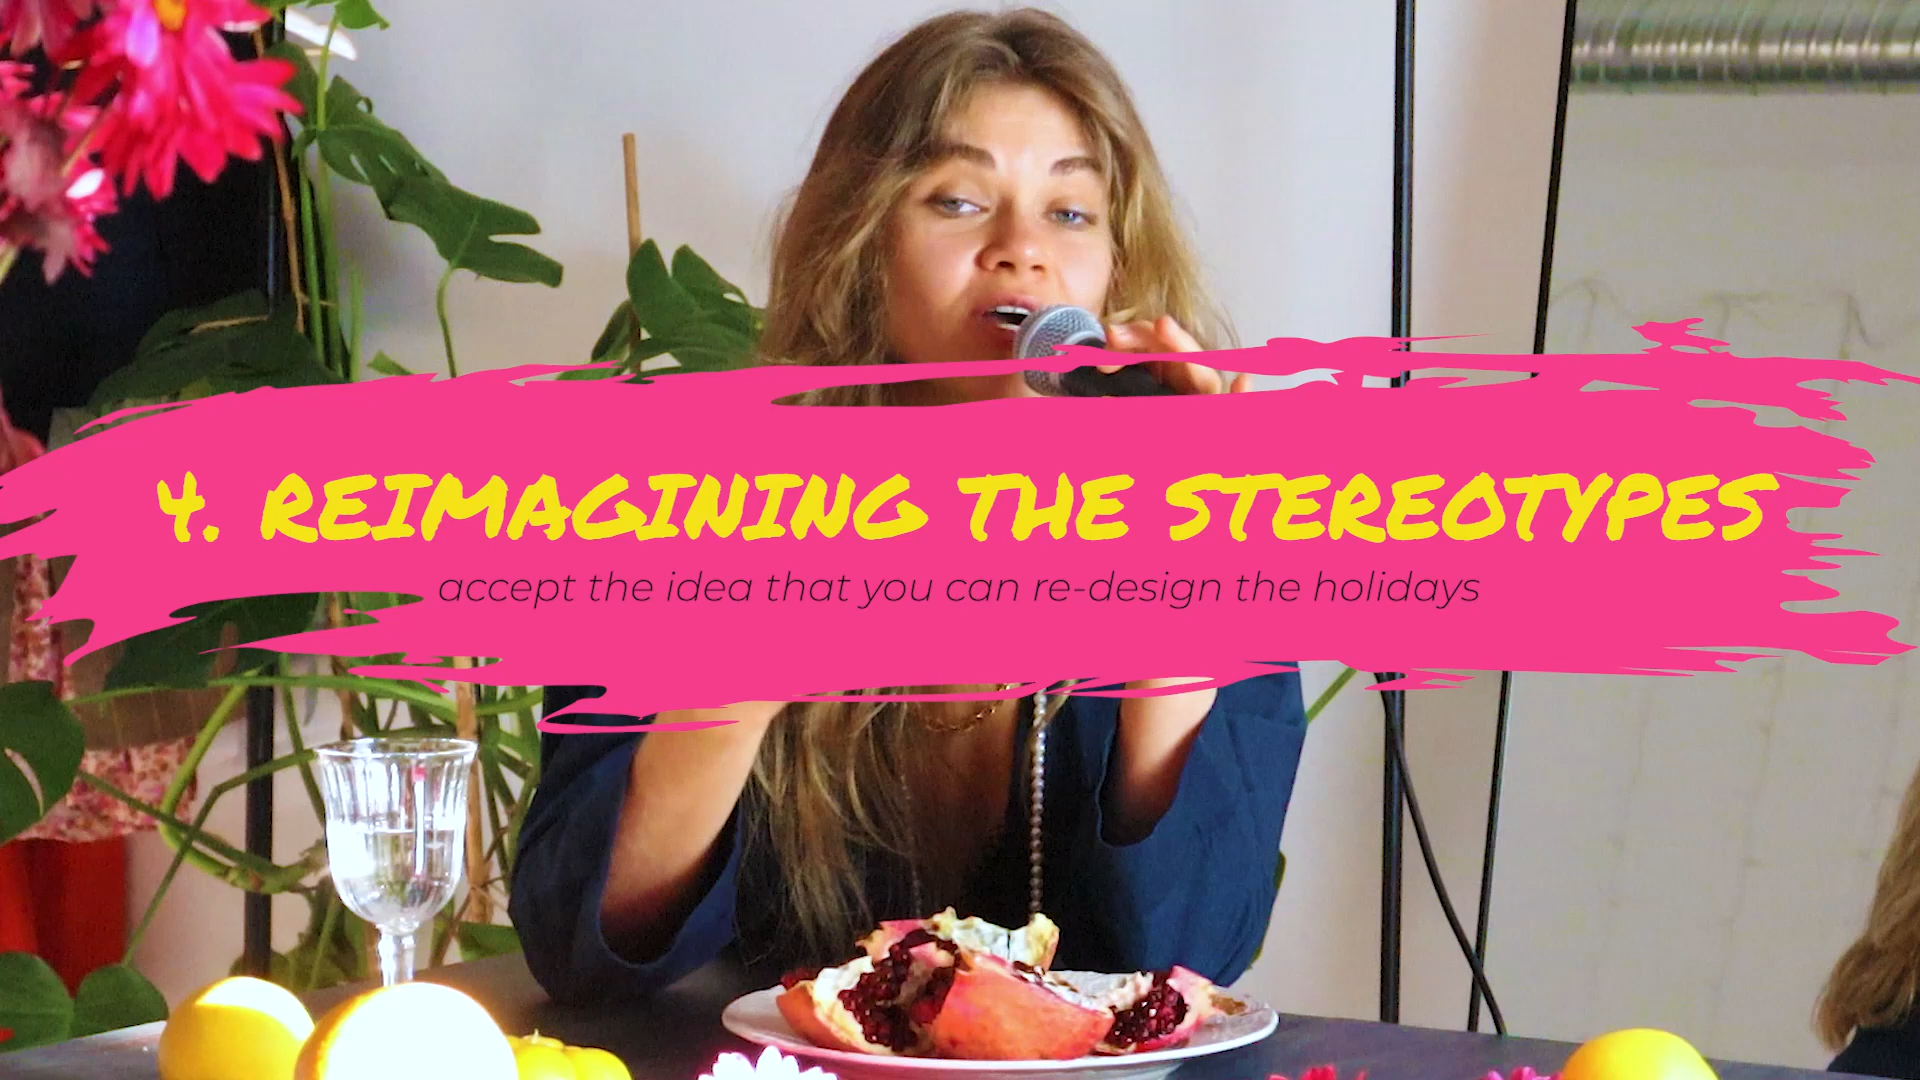 4. REIMAGINING THE STEREOTYPES
accept the idea that you can re-design the holidays